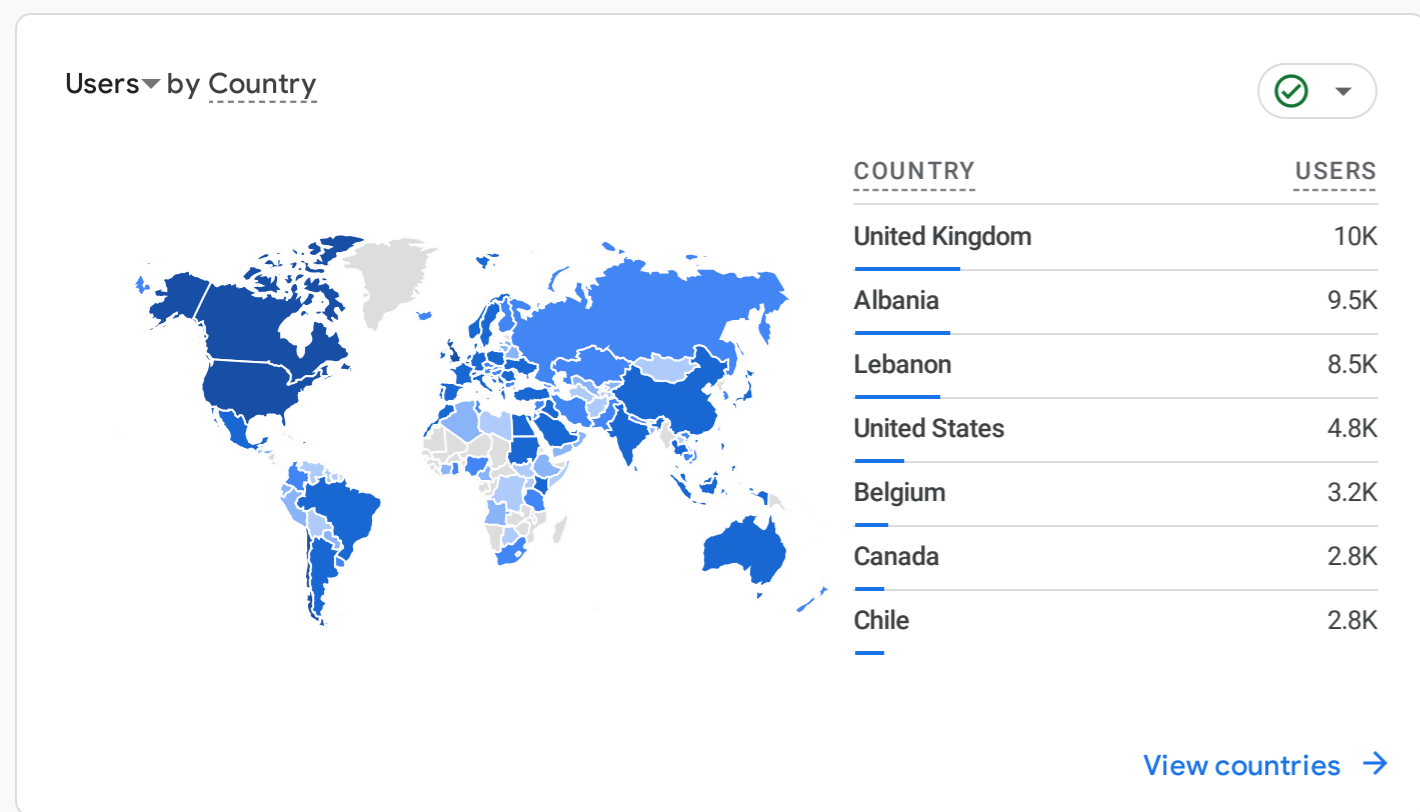 Users by Country
COUNTRY USERS
United Kingdom 10K
Albania 9.5K
Lebanon 8.5K
United States 4.8K
Belgium 3.2K
Canada 2.8K
Chile 2.8K
View countries